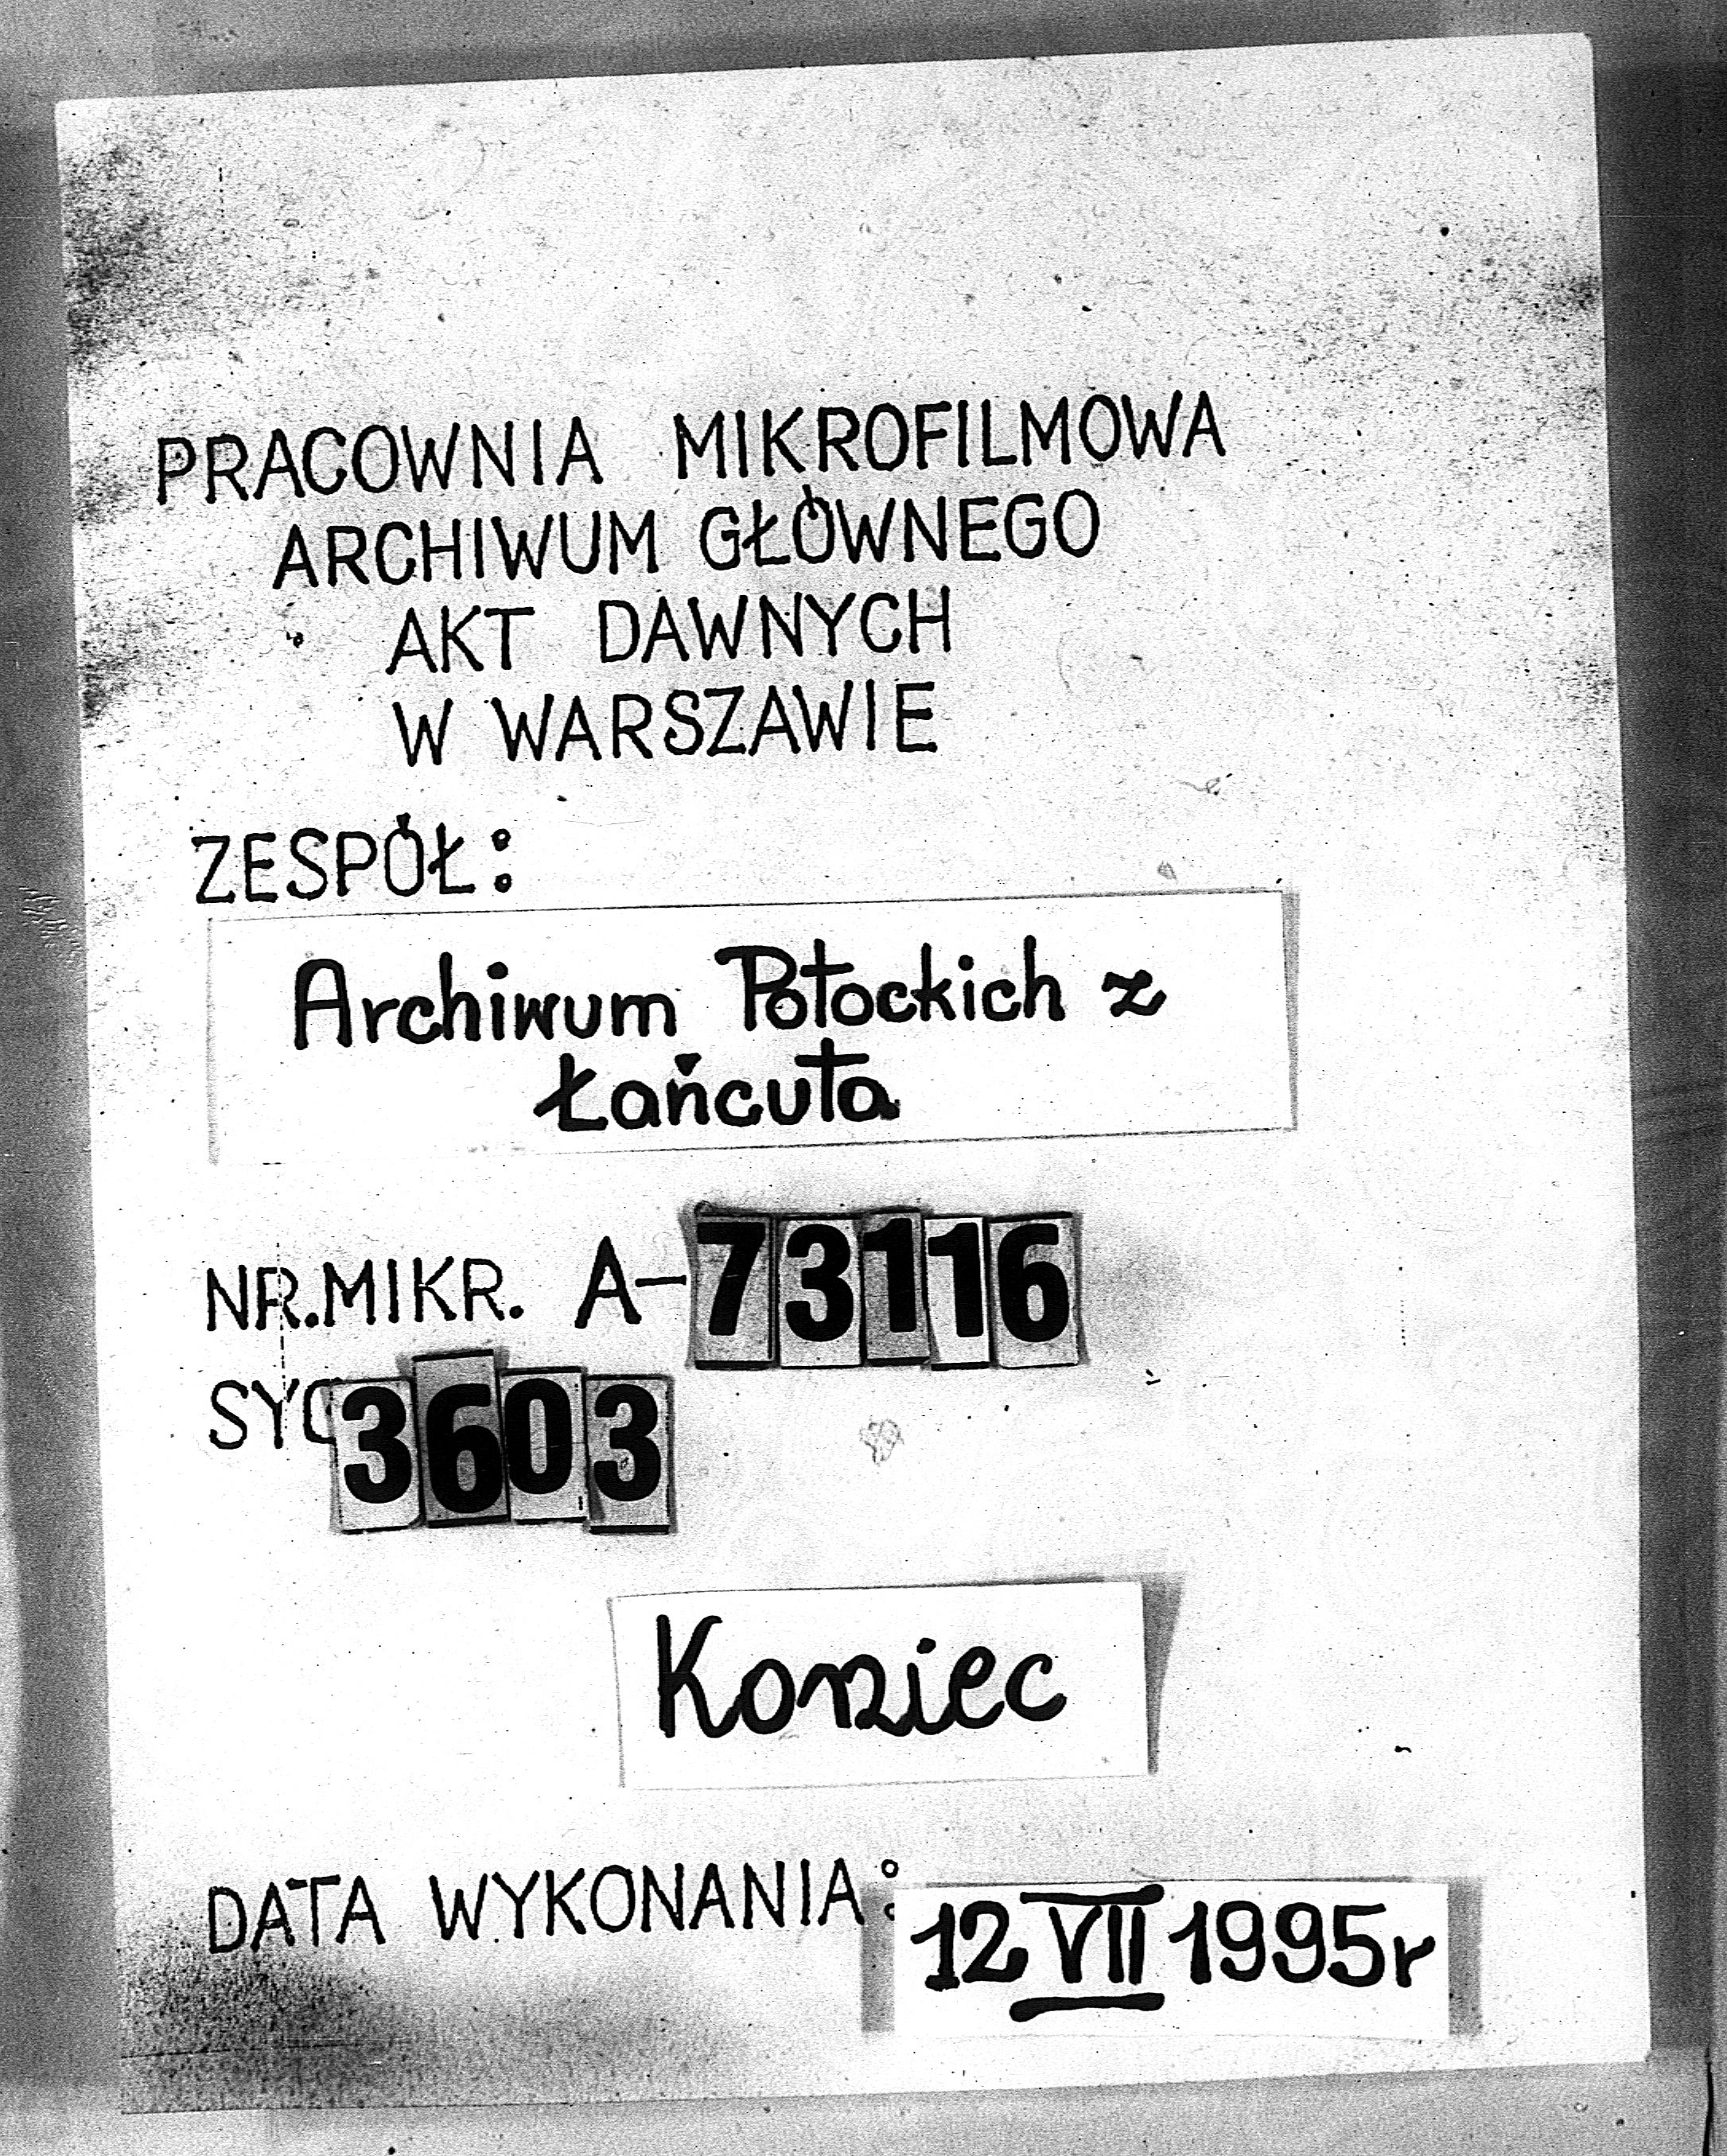 PRACOWNIA MIKROFILMOWA
ARCHIWUM GŁÓWNEGO
AKT DAWNYCH
W WARSZAWIE
ZESPÓŁ:
Archiwum Potockich z
Łańcuta
NR.MIKR. A-73116
SYG 3603
Koniec
DATA WYKONANIA: 12 VII 1995r